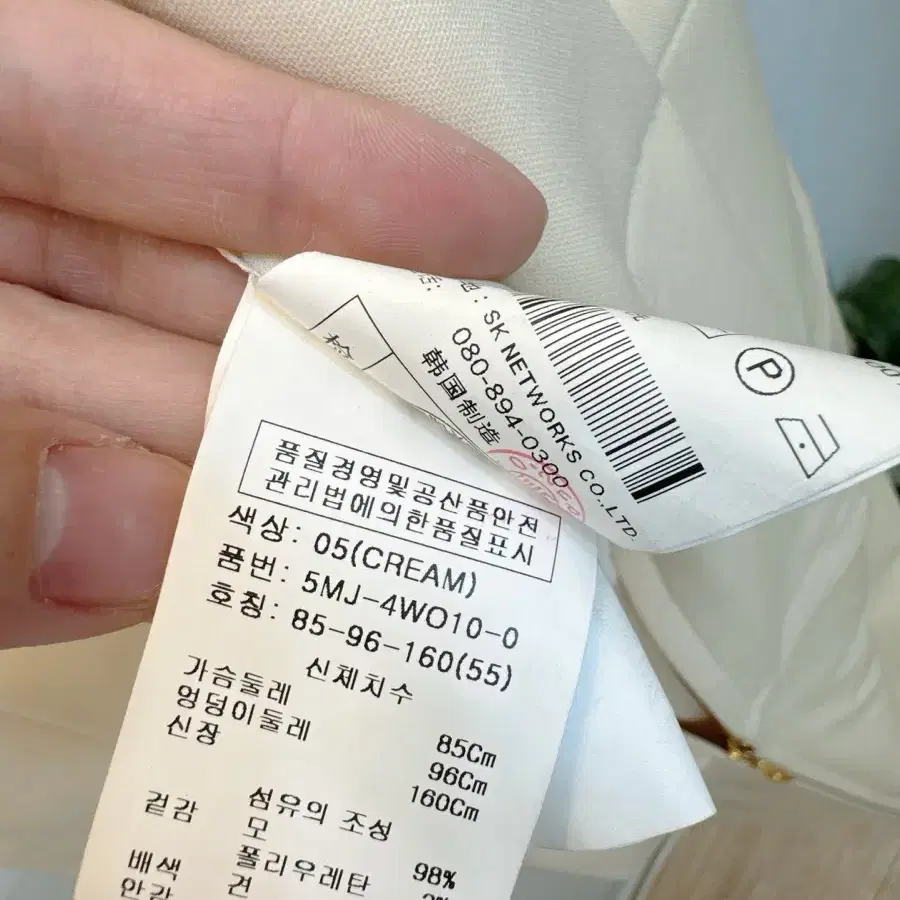 품질경영및공산품안전
관리법에의한품질표시
색상: 05(CREAM)
품번: 5MJ-4WO10-0
호칭: 85-96-160(55)
신체치수
가슴둘레 85Cm
엉덩이둘레 96Cm
신장 160Cm
섬유의 조성
겉감 모 98%
폴리우레탄
배색 견
안감
: SK NETWORKS CO.,LTD.
080-894-0300
韩国制造
P